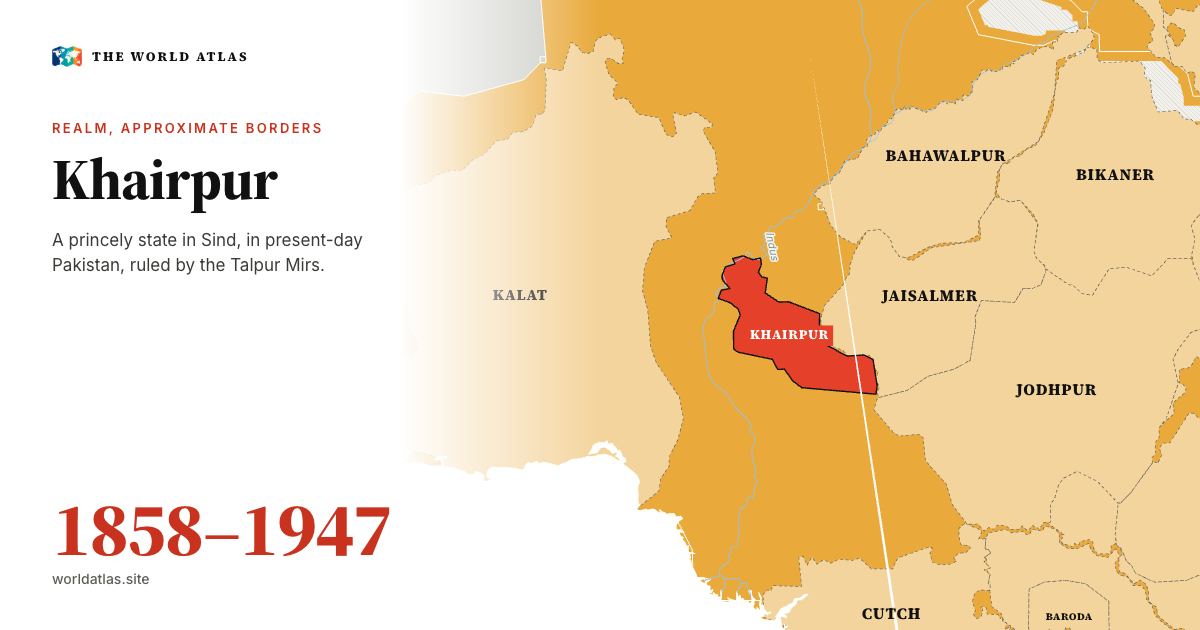 THE WORLD ATLAS
REALM, APPROXIMATE BORDERS
Khairpur
A princely state in Sind, in present-day
Pakistan, ruled by the Talpur Mirs.
1858–1947
worldatlas.site
BAHAWALPUR
BIKANER
Indus
KALAT
JAISALMER
KHAIRPUR
JODHPUR
CUTCH
BARODA